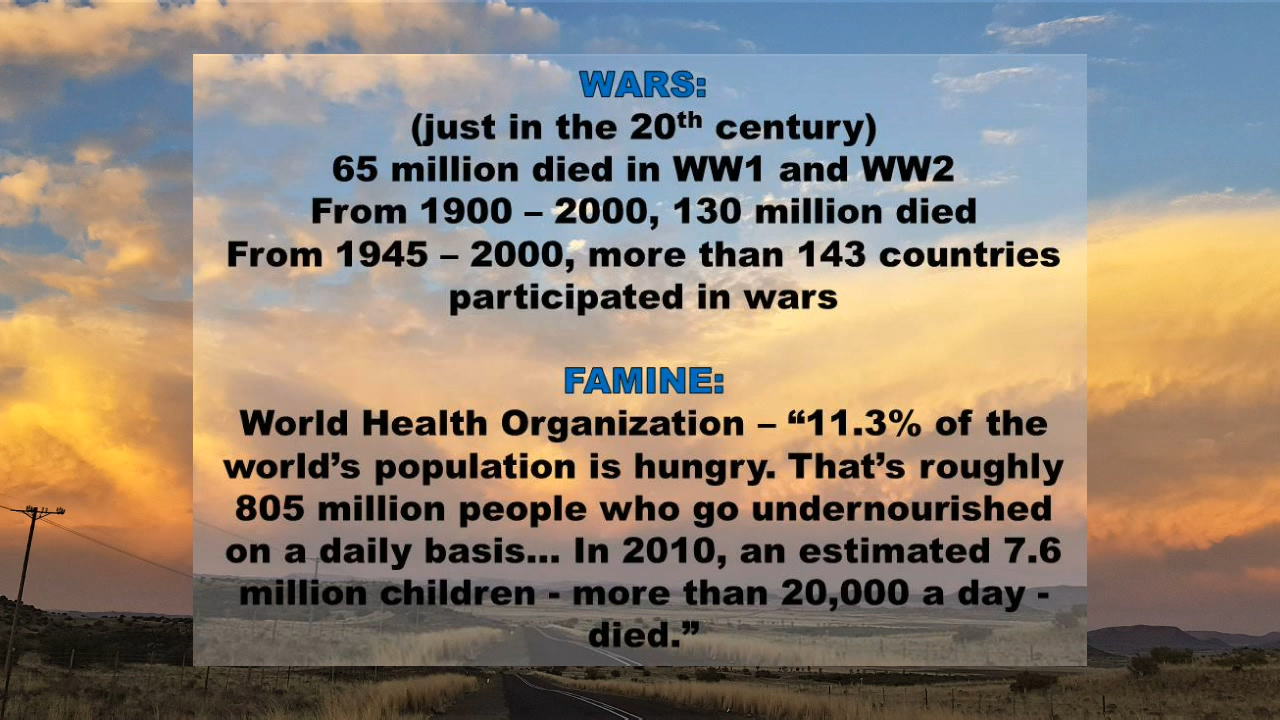 WARS:
(just in the 20th century)
65 million died in WW1 and WW2
From 1900 – 2000, 130 million died
From 1945 – 2000, more than 143 countries
participated in wars
FAMINE:
World Health Organization – “11.3% of the
world’s population is hungry. That’s roughly
805 million people who go undernourished
on a daily basis... In 2010, an estimated 7.6
million children - more than 20,000 a day -
died.”